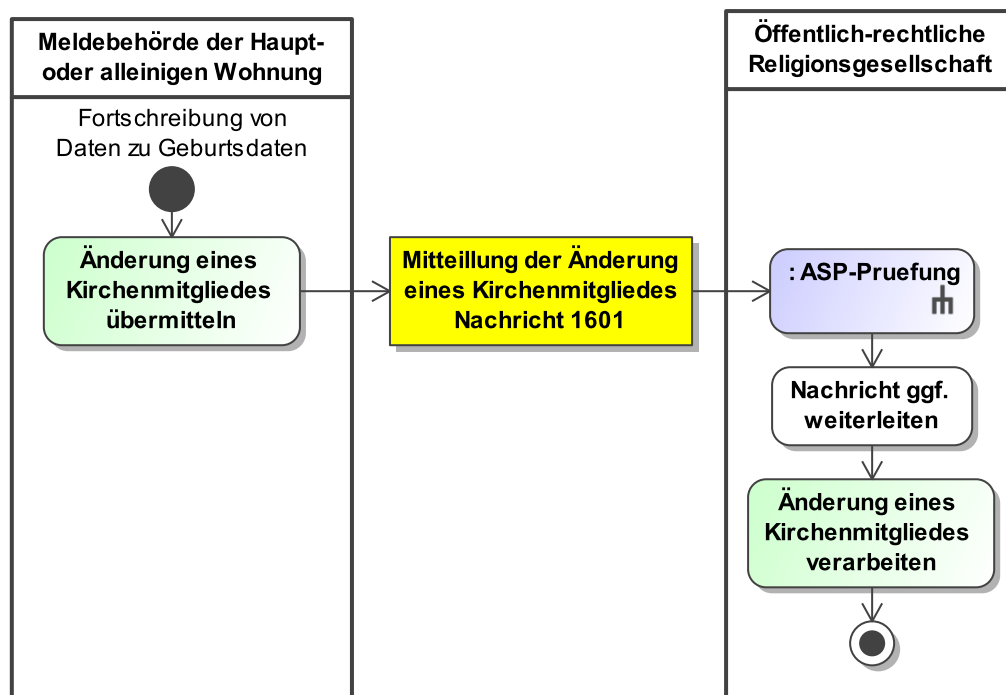 Meldebehörde der Haupt-
oder alleinigen Wohnung
Fortschreibung von
Daten zu Geburtsdaten
Änderung eines
Kirchenmitgliedes
übermitteln
Mitteillung der Änderung
eines Kirchenmitgliedes
Nachricht 1601
Öffentlich-rechtliche
Religionsgesellschaft
: ASP-Pruefung
Nachricht ggf.
weiterleiten
Änderung eines
Kirchenmitgliedes
verarbeiten